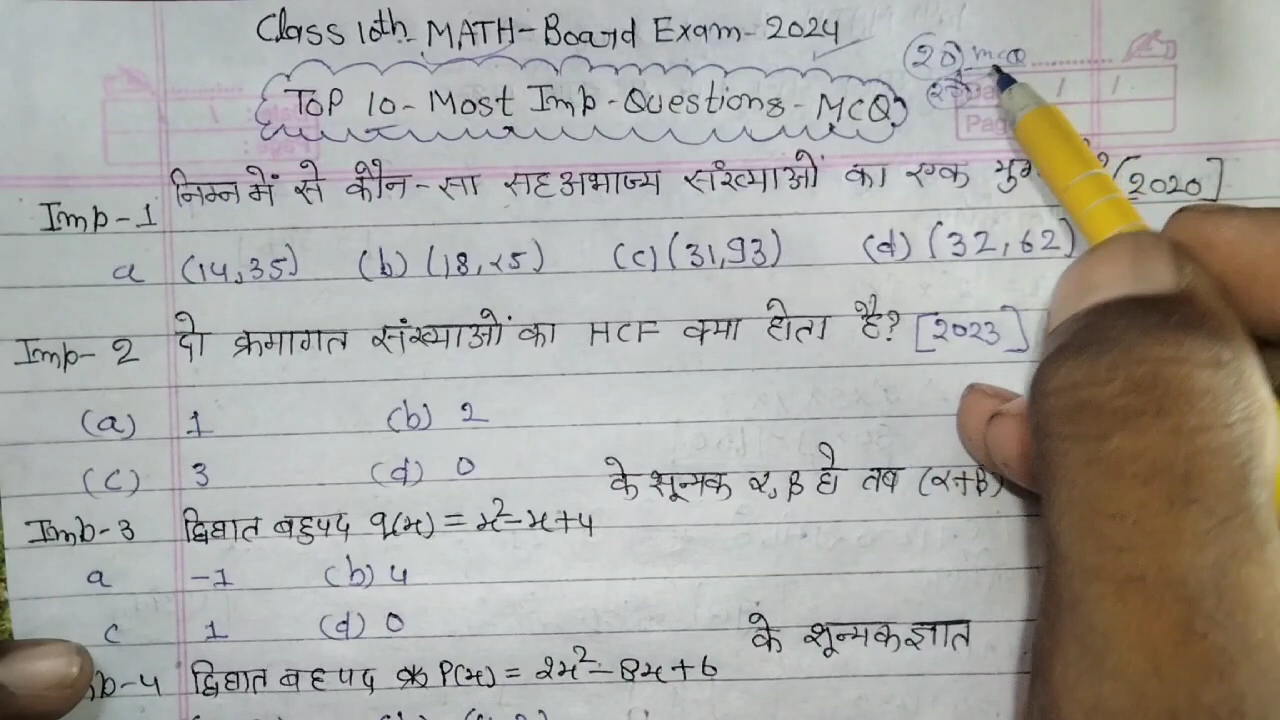 Class 10th MATH-Board Exam-2024
20 MCQ
TOP 10-Most Imp-Questions-MCQ
निम्न में से कौन-सा सहअभाज्य संख्याओं का एक [2020]
Imp-1
a (14,35) (b) (18,25) (c) (31,93) (d) (32,62)
Imp-2 दो क्रमागत संख्याओं का HCF क्या होता है? [2023]
(a) 1 (b) 2
(c) 3 (d) 0
के शून्यक α, β हो तब (α+β)
Imp-3 द्विघात बहुपद q(x) = x²-x+4
a -1 (b) 4
c 1 (d) 0
के शून्यक ज्ञात
-4 द्विघात बहुपद P(x) = 2x²-8x+6